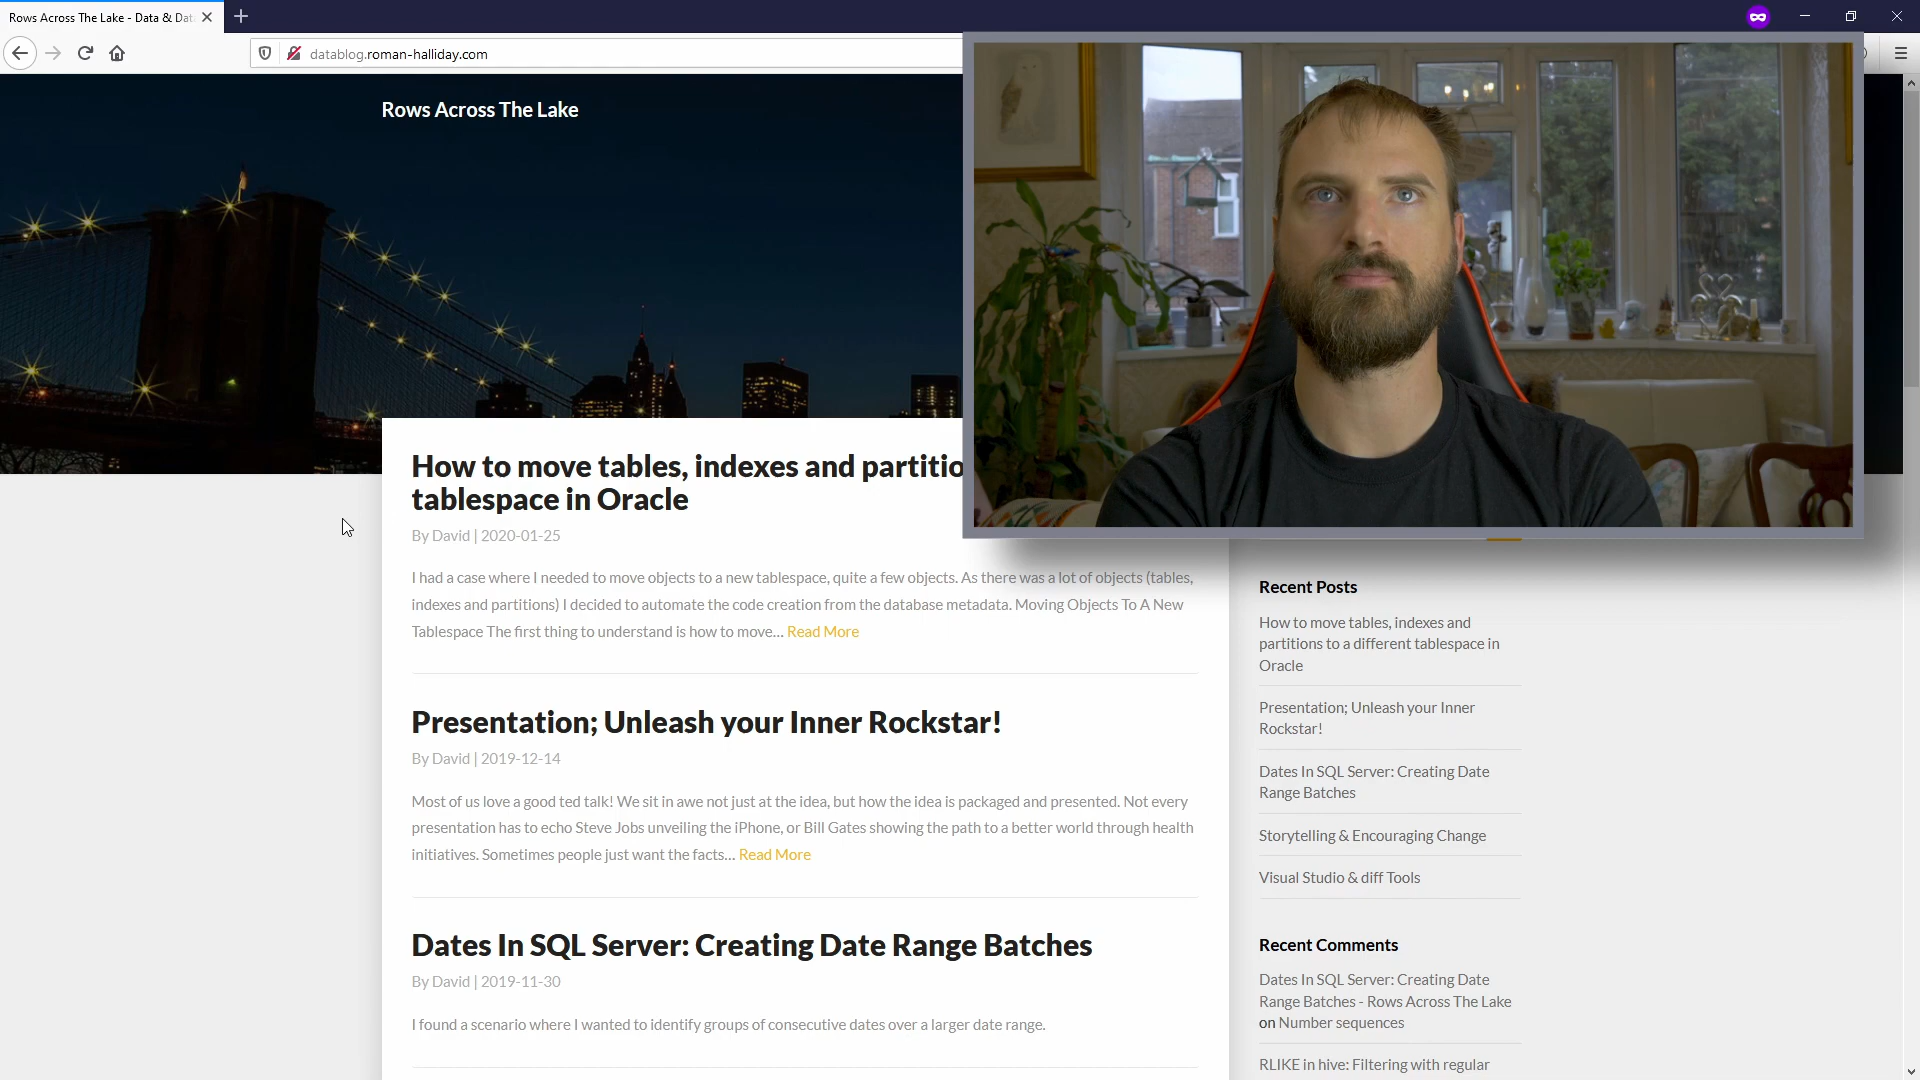 Rows Across The Lake - Data & Dat
datablog.roman-halliday.com
Rows Across The Lake
How to move tables, indexes and partitio
tablespace in Oracle
By David | 2020-01-25
I had a case where I needed to move objects to a new tablespace, quite a few objects. As there was a lot of objects (tables,
indexes and partitions) I decided to automate the code creation from the database metadata. Moving Objects To A New
Tablespace The first thing to understand is how to move... Read More
Presentation; Unleash your Inner Rockstar!
By David | 2019-12-14
Most of us love a good ted talk! We sit in awe not just at the idea, but how the idea is packaged and presented. Not every
presentation has to echo Steve Jobs unveiling the iPhone, or Bill Gates showing the path to a better world through health
initiatives. Sometimes people just want the facts... Read More
Dates In SQL Server: Creating Date Range Batches
By David | 2019-11-30
I found a scenario where I wanted to identify groups of consecutive dates over a larger date range.
Recent Posts
How to move tables, indexes and
partitions to a different tablespace in
Oracle
Presentation; Unleash your Inner
Rockstar!
Dates In SQL Server: Creating Date
Range Batches
Storytelling & Encouraging Change
Visual Studio & diff Tools
Recent Comments
Dates In SQL Server: Creating Date
Range Batches - Rows Across The Lake
on Number sequences
RLIKE in hive: Filtering with regular